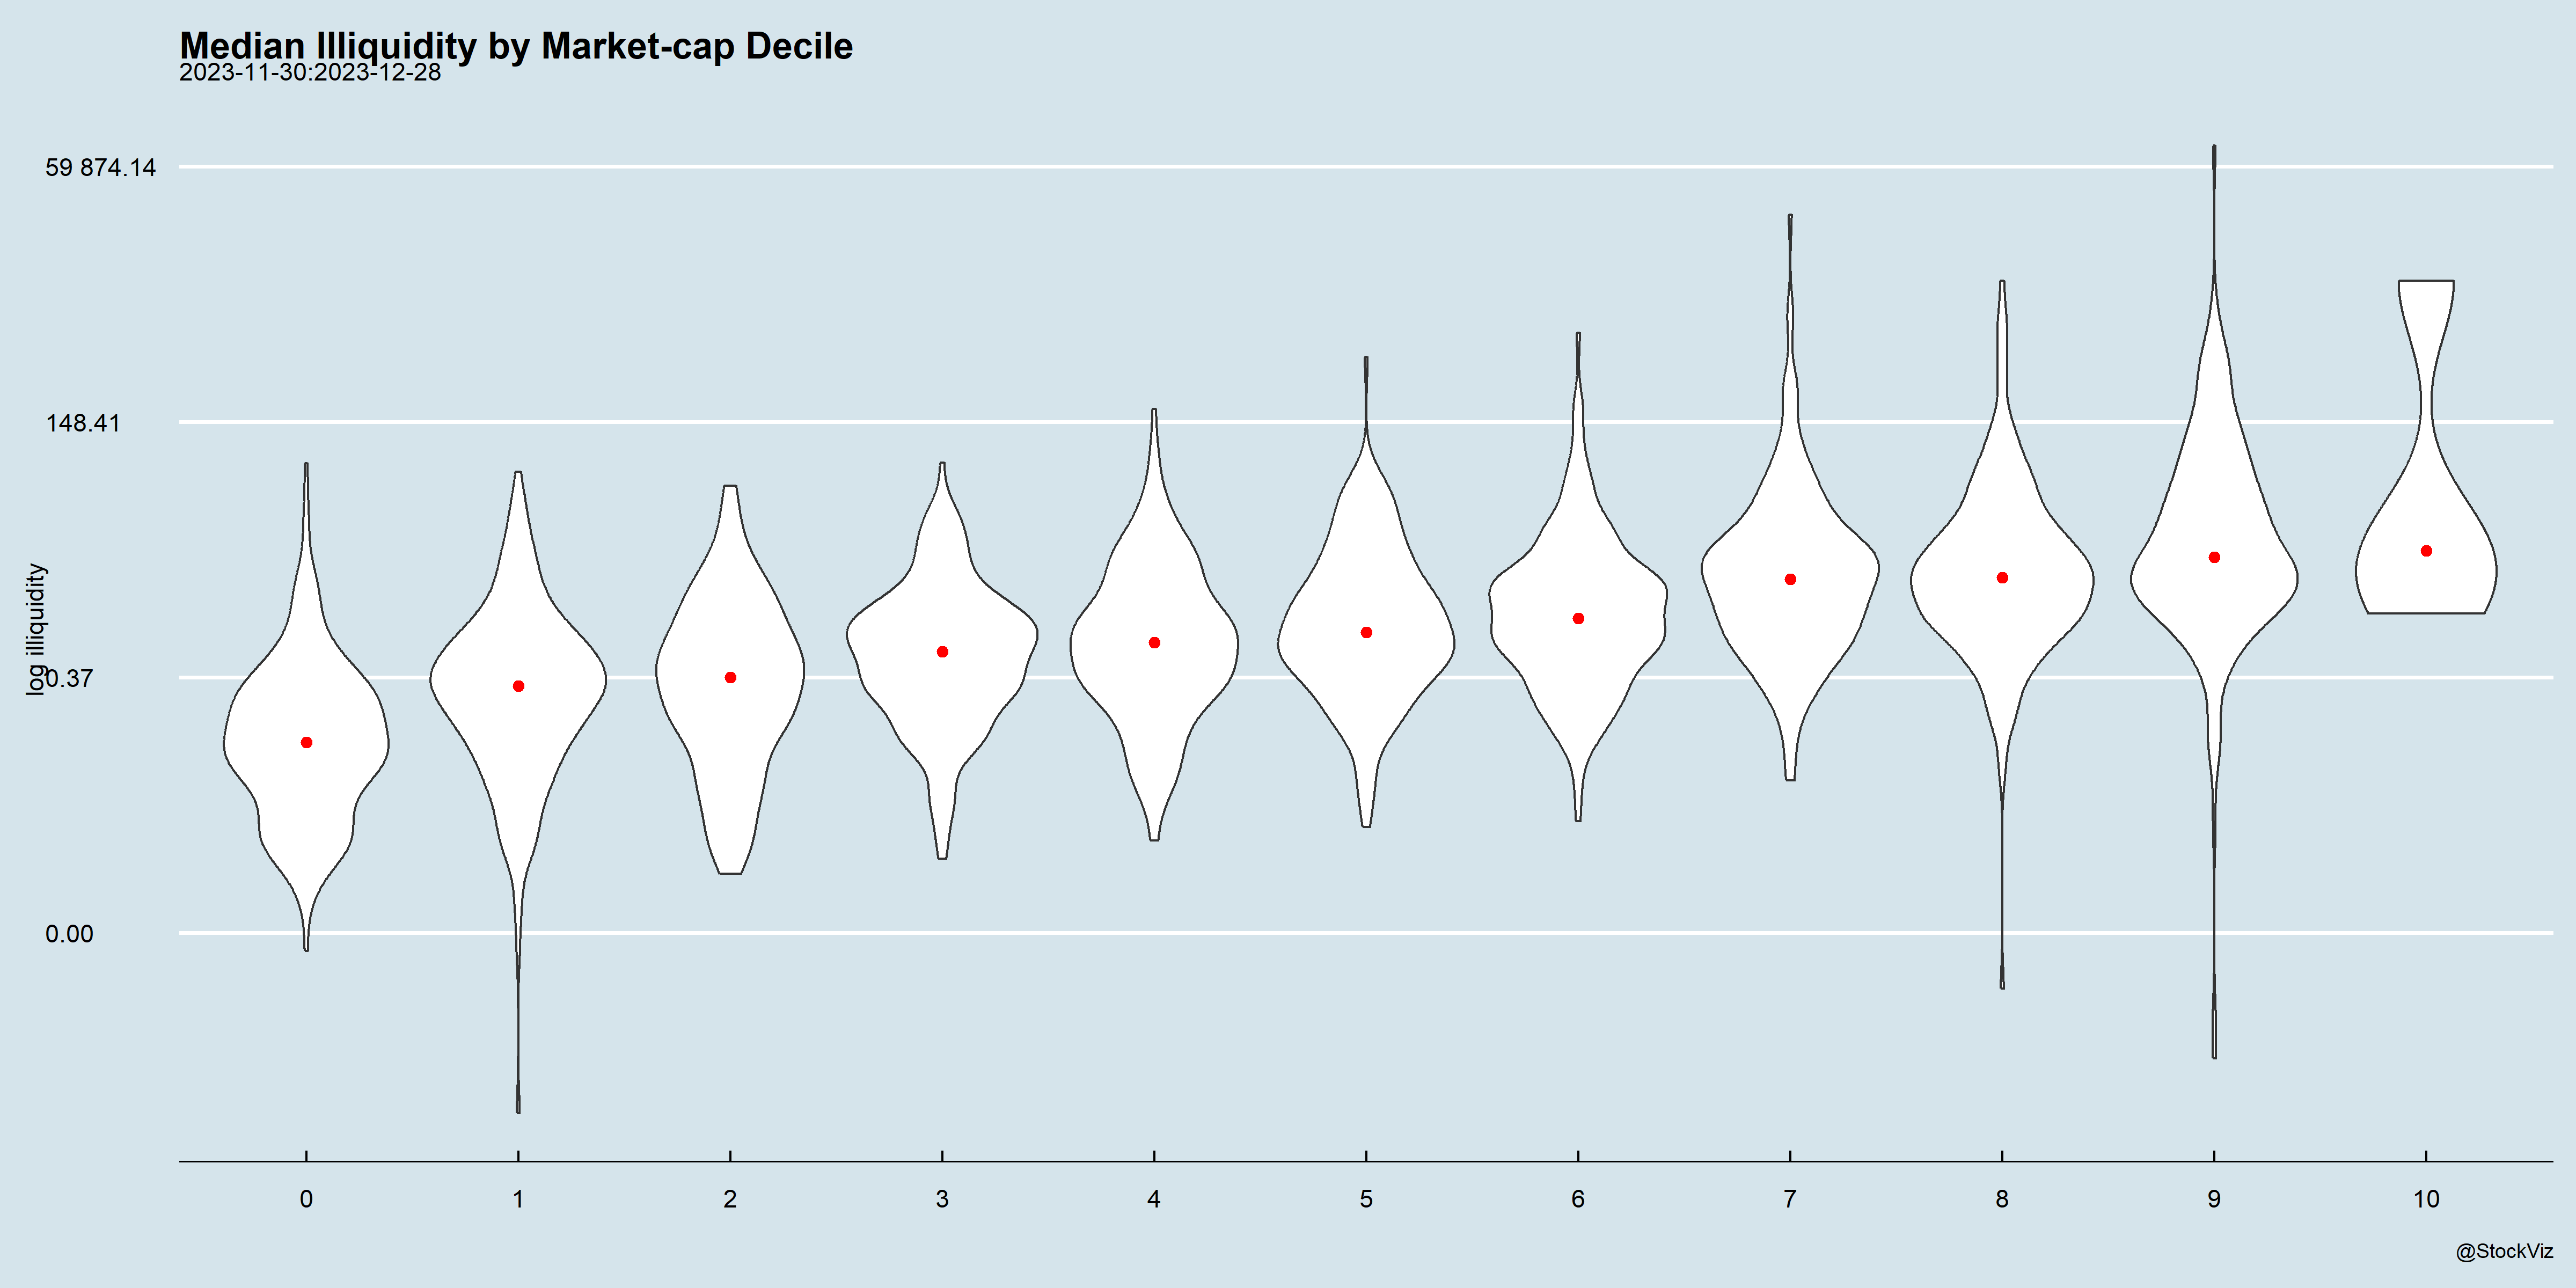 Median Illiquidity by Market-cap Decile
2023-11-30:2023-12-28
59 874.14
148.41
0.37
0.00
log illiquidity
0 1 2 3 4 5 6 7 8 9 10
@StockViz